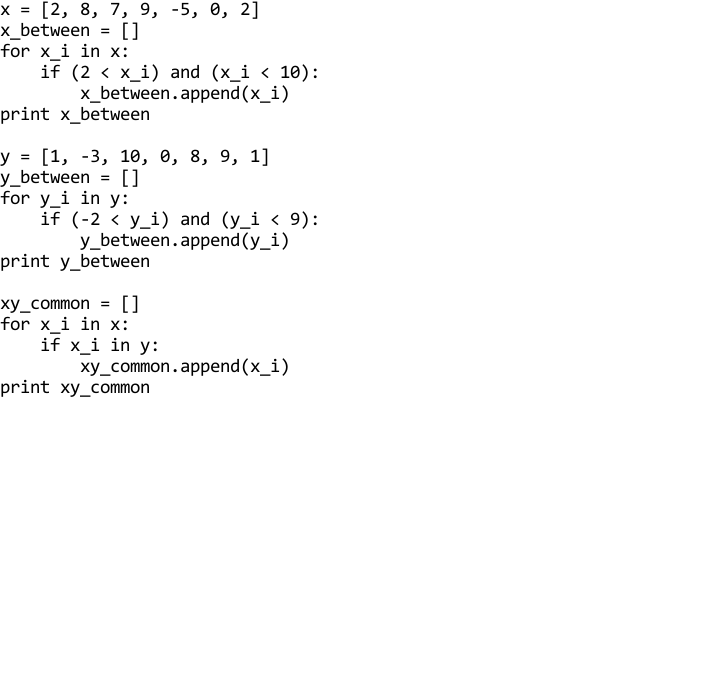 x = [2, 8, 7, 9, -5, 0, 2]
x_between = []
for x_i in x:
    if (2 < x_i) and (x_i < 10):
        x_between.append(x_i)
print x_between

y = [1, -3, 10, 0, 8, 9, 1]
y_between = []
for y_i in y:
    if (-2 < y_i) and (y_i < 9):
        y_between.append(y_i)
print y_between

xy_common = []
for x_i in x:
    if x_i in y:
        xy_common.append(x_i)
print xy_common